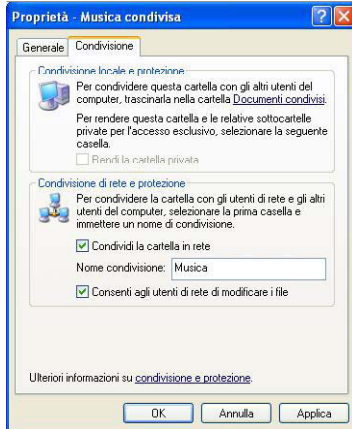 Proprietà - Musica condivisa
Generale
Condivisione
Condivisione locale e protezione
Per condividere questa cartella con gli altri utenti del
computer, trascinarla nella cartella Documenti condivisi.
Per rendere questa cartella e le relative sottocartelle
private per l'accesso esclusivo, selezionare la seguente
casella.
Rendi la cartella privata
Condivisione di rete e protezione
Per condividere la cartella con gli utenti di rete e gli altri
utenti del computer, selezionare la prima casella e
immettere un nome di condivisione.
Condividi la cartella in rete
Nome condivisione: Musica
Consenti agli utenti di rete di modificare i file
Ulteriori informazioni su condivisione e protezione.
OK
Annulla
Applica